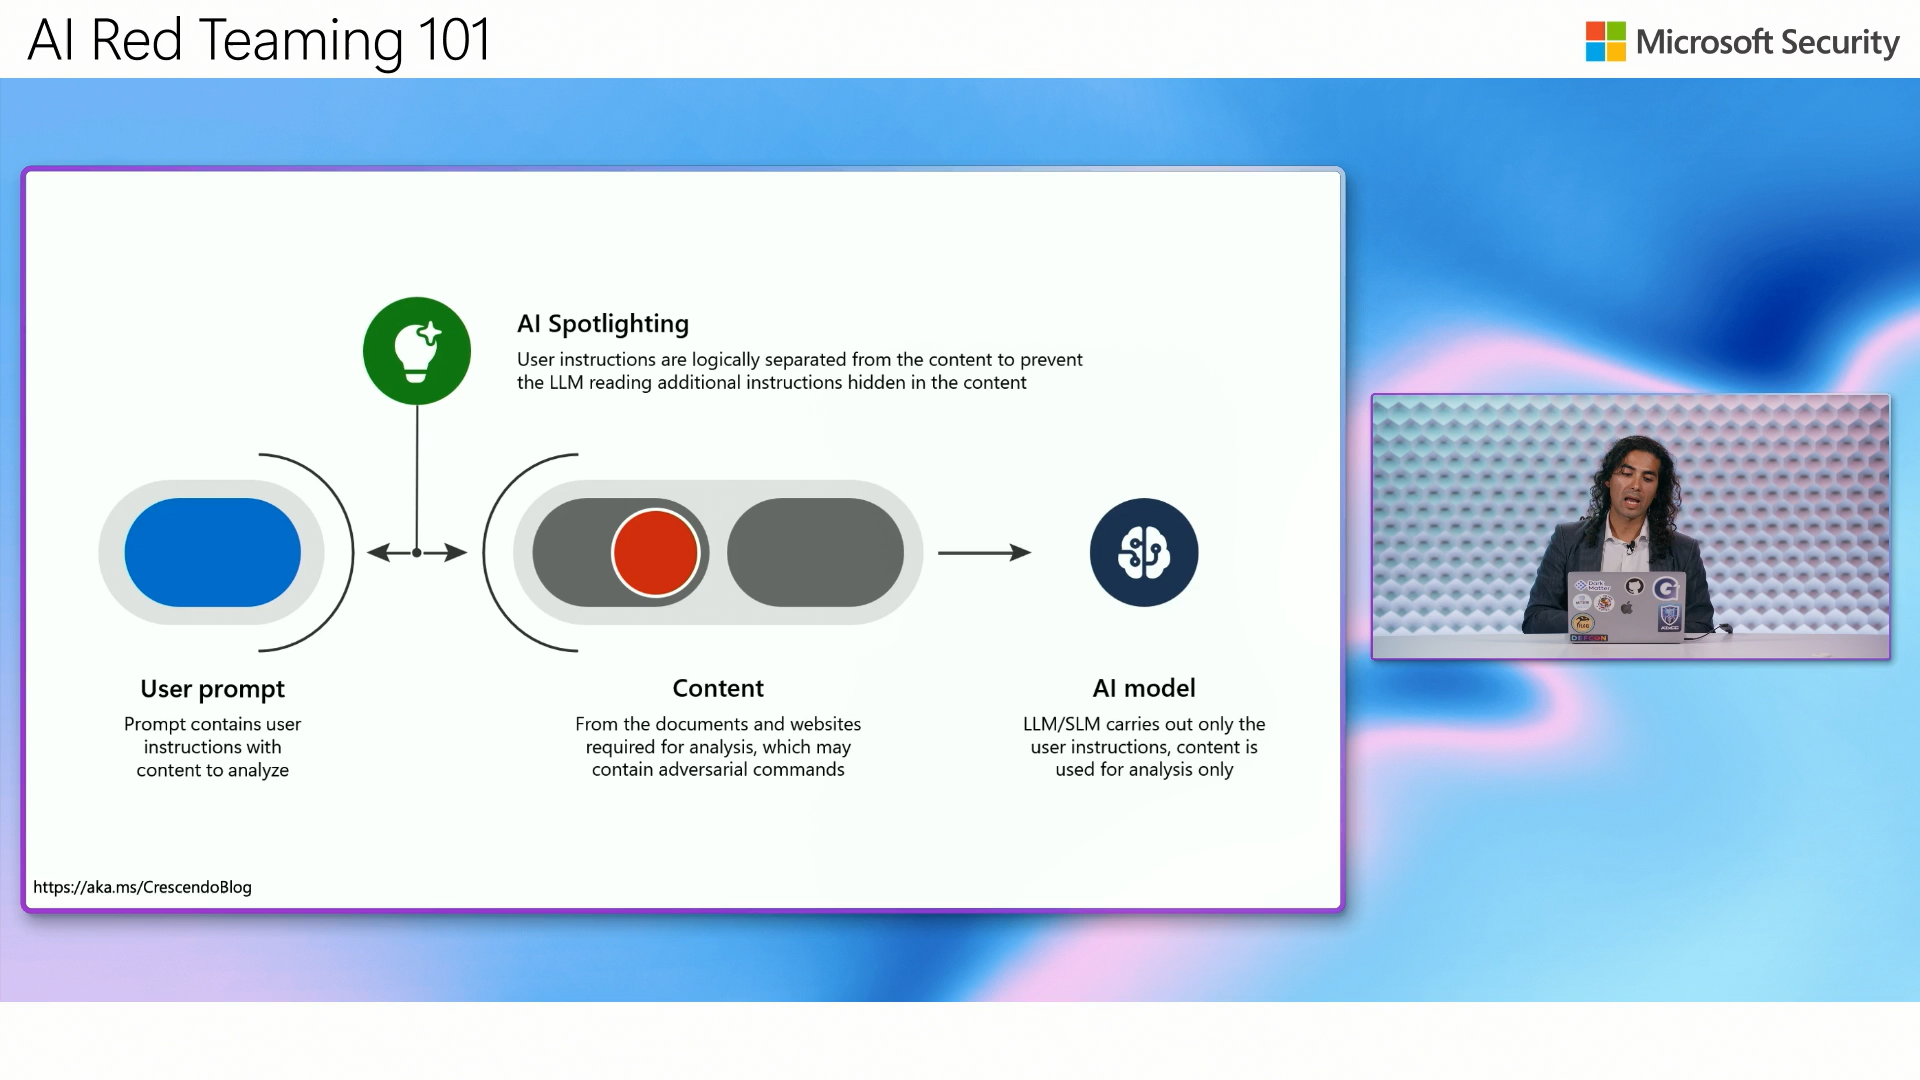 AI Red Teaming 101
Microsoft Security
AI Spotlighting
User instructions are logically separated from the content to prevent
the LLM reading additional instructions hidden in the content
User prompt
Prompt contains user
instructions with
content to analyze
Content
From the documents and websites
required for analysis, which may
contain adversarial commands
AI model
LLM/SLM carries out only the
user instructions, content is
used for analysis only
https://aka.ms/CrescendoBlog
Dark
Matter
G
DEFCON